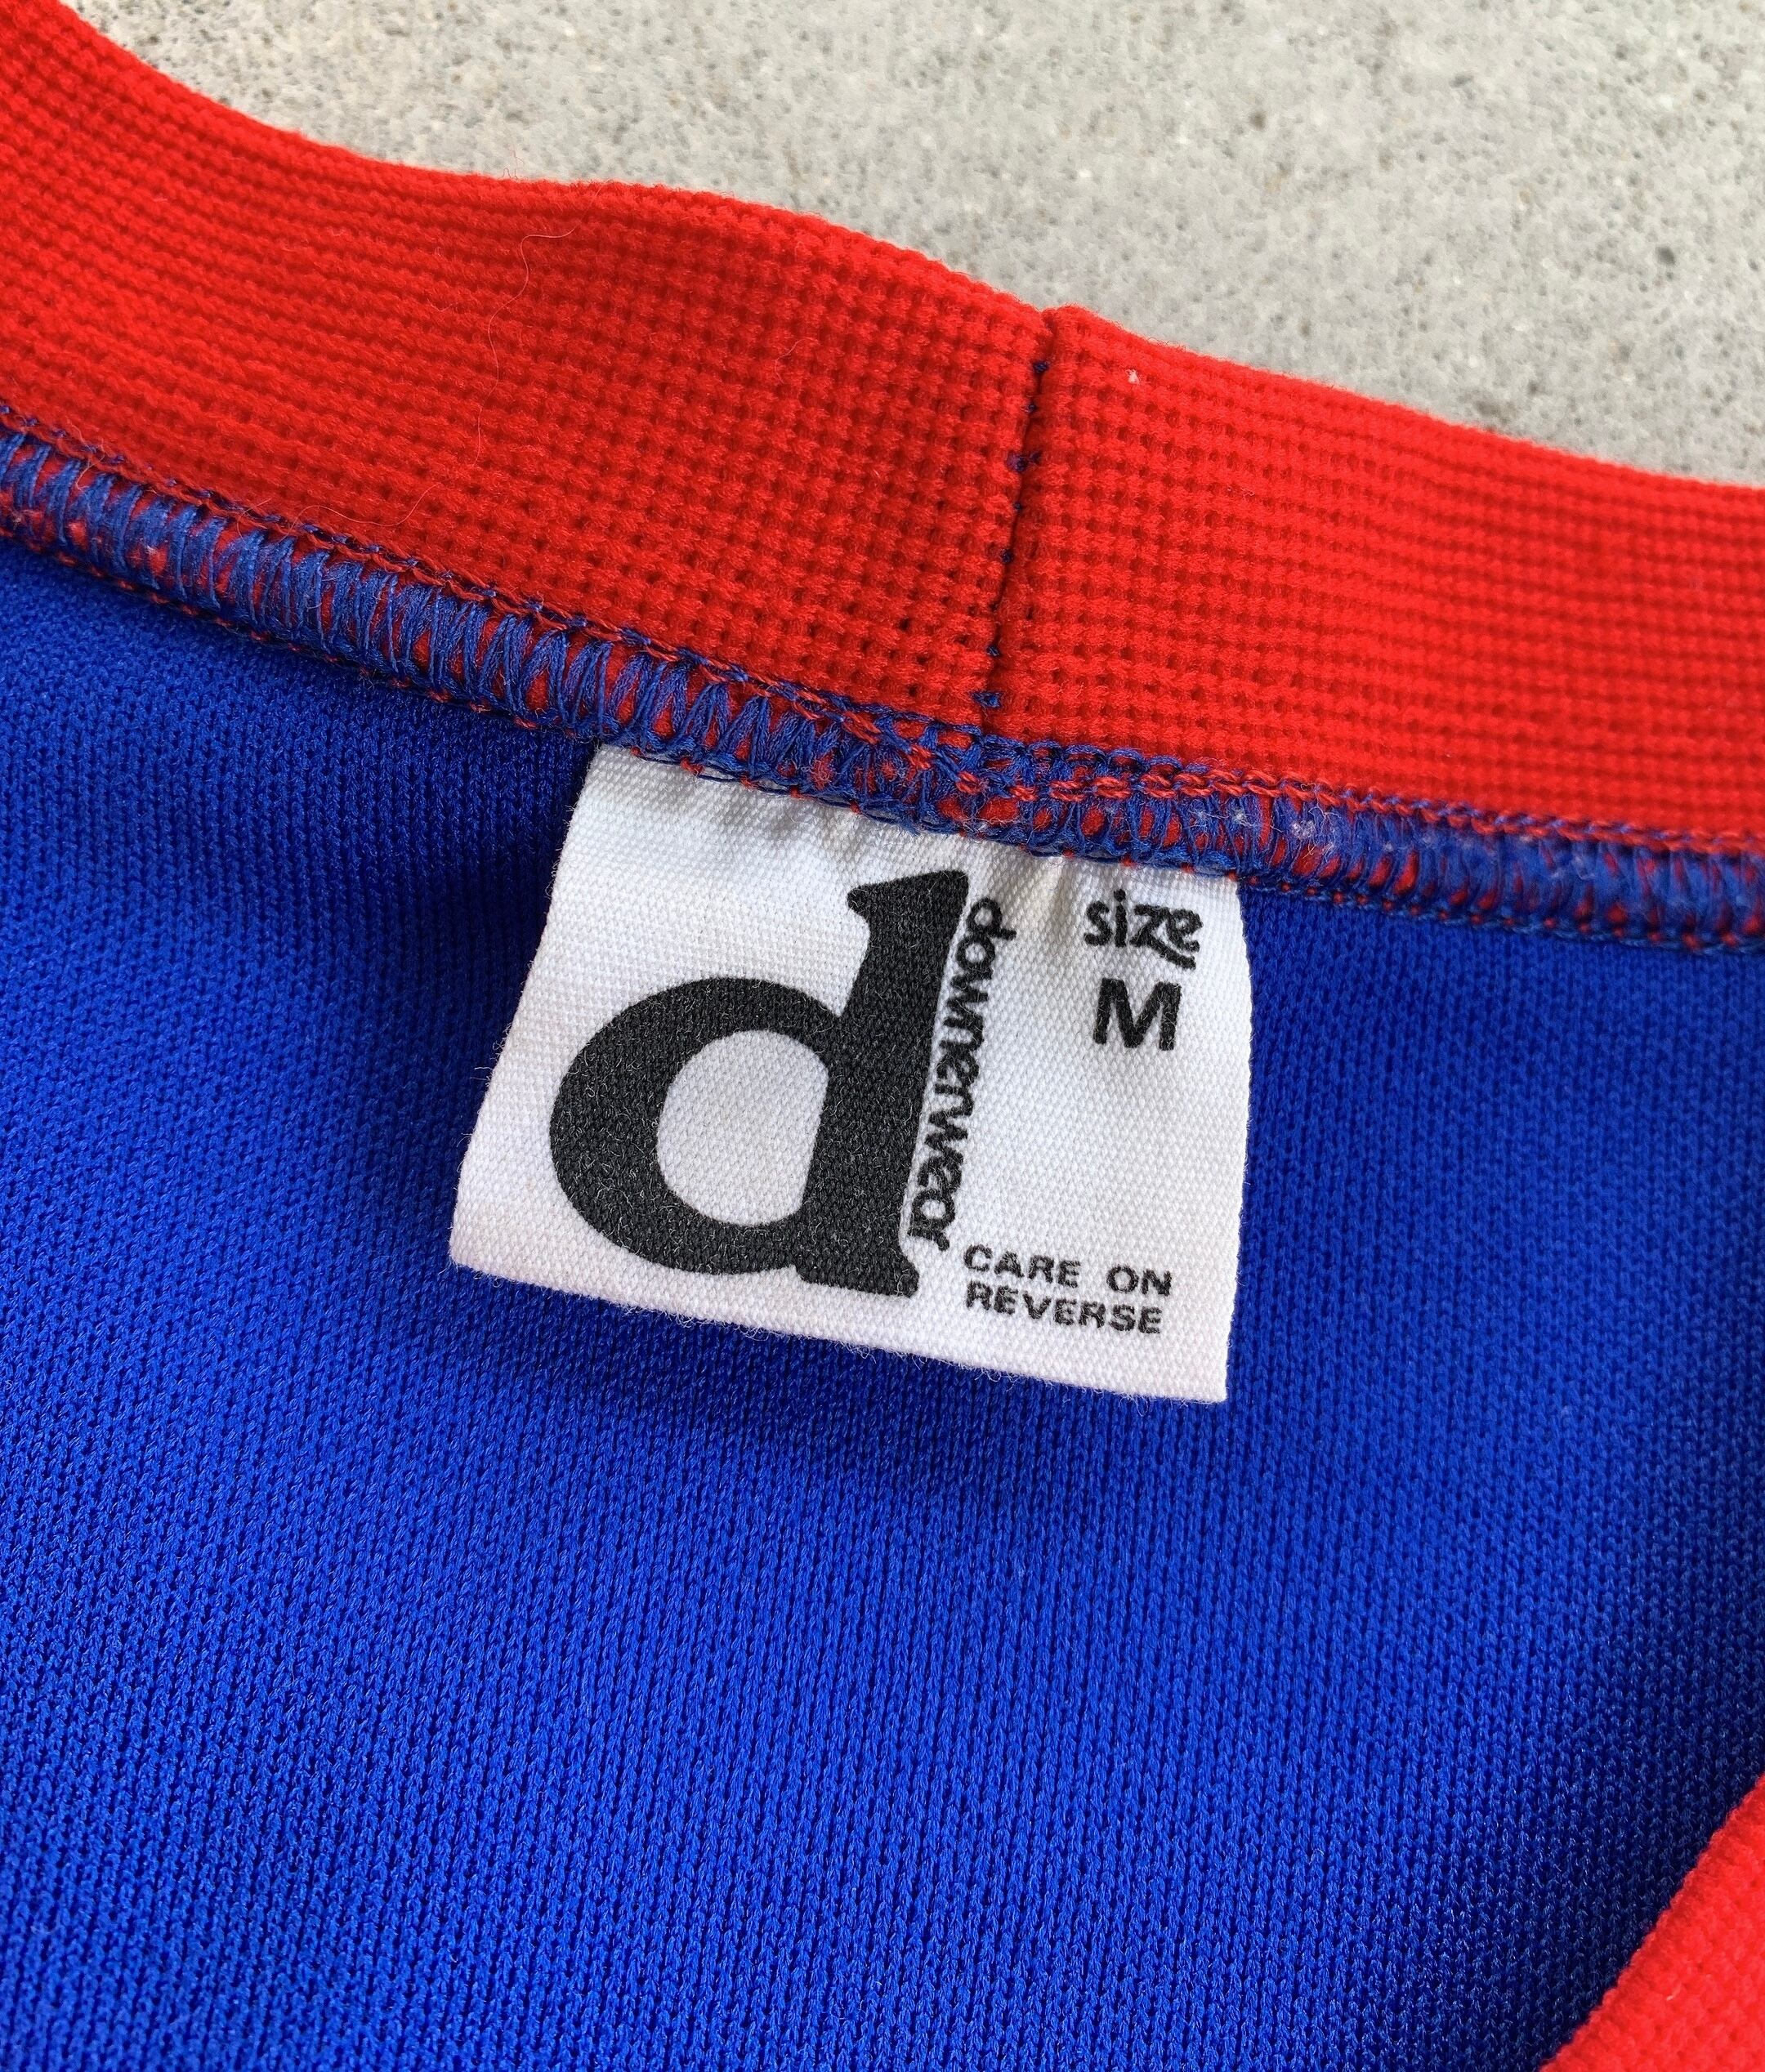 d
downerwear
size
M
CARE ON
REVERSE